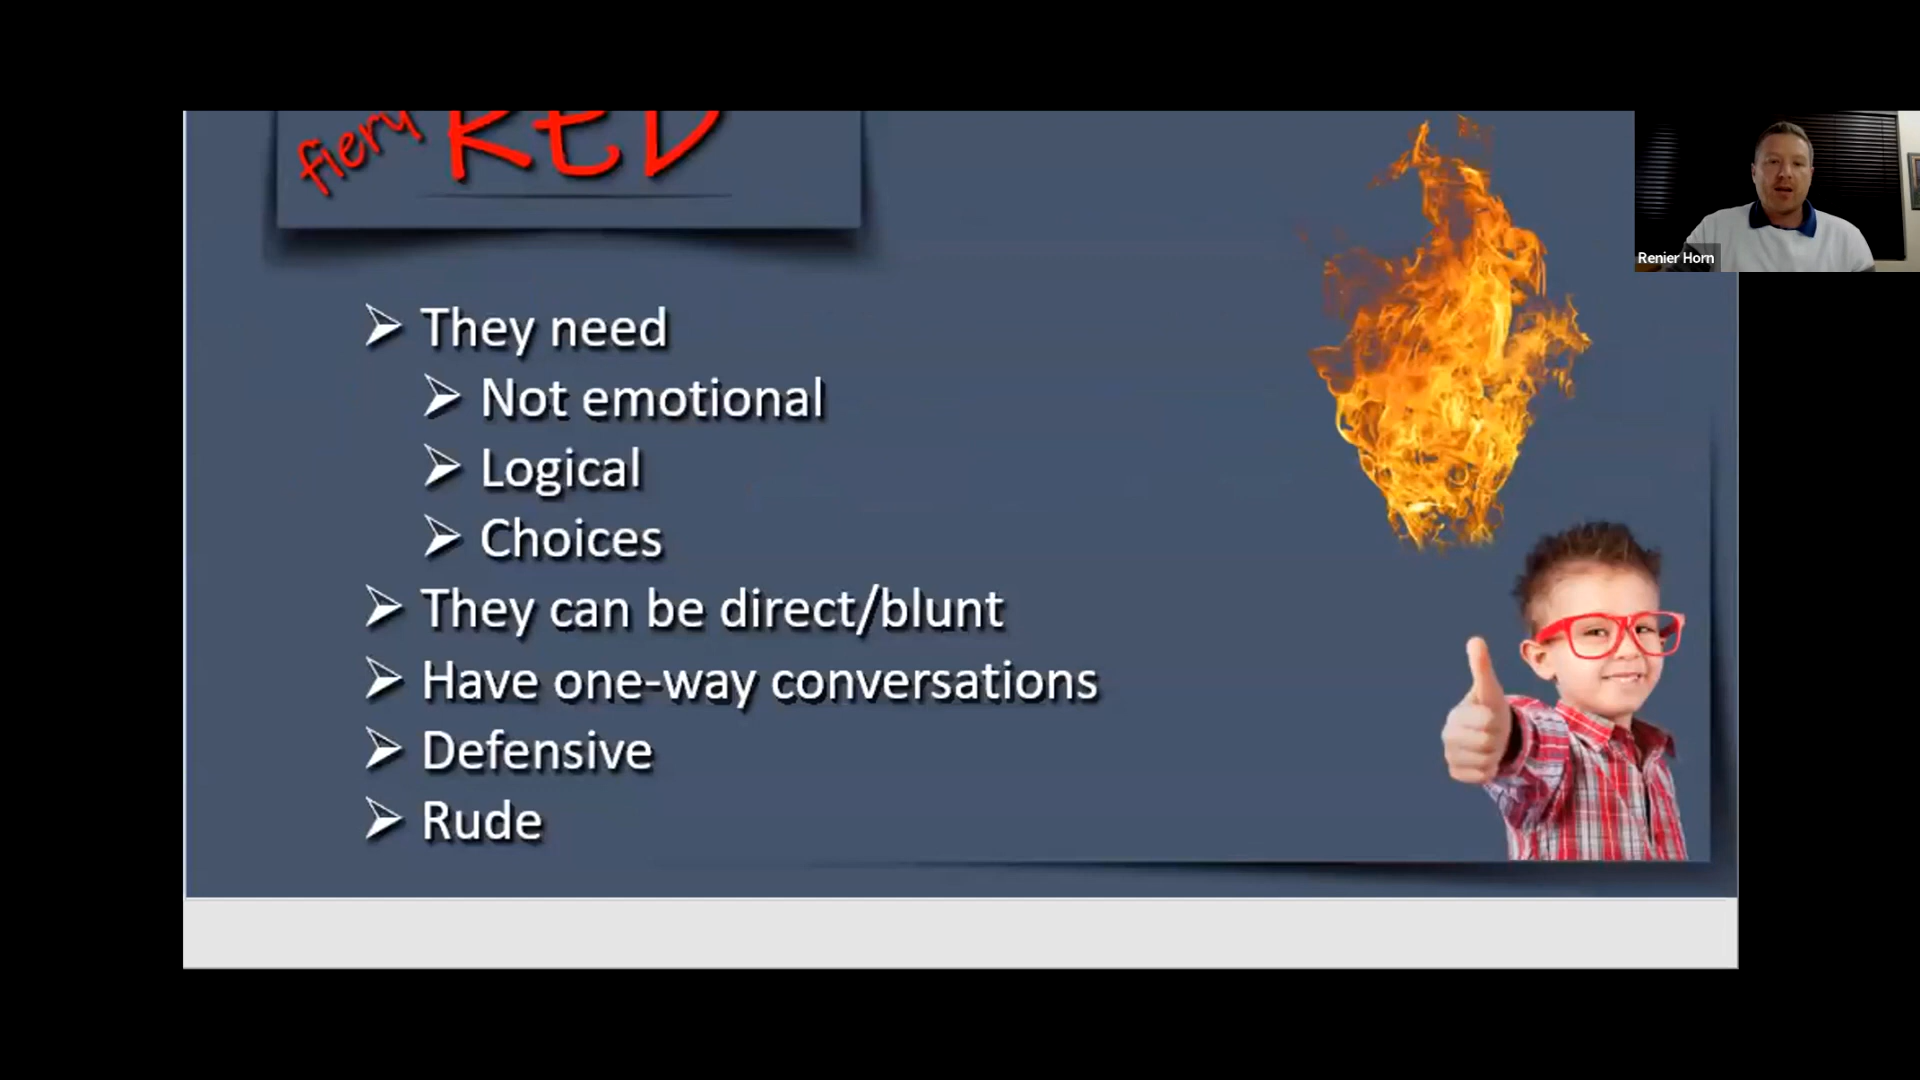 fiery RED
Renier Horn
They need
Not emotional
Logical
Choices
They can be direct/blunt
Have one-way conversations
Defensive
Rude